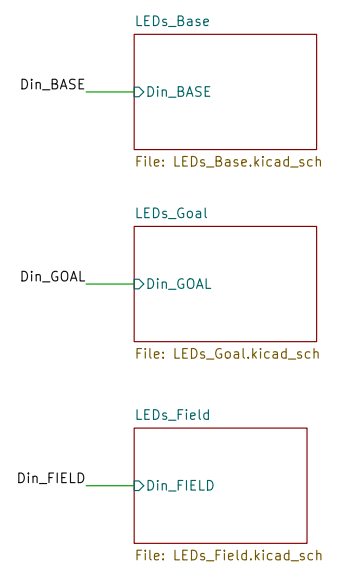 LEDs_Base
Din_BASE
Din_BASE
File: LEDs_Base.kicad_sch
LEDs_Goal
Din_GOAL
Din_GOAL
File: LEDs_Goal.kicad_sch
LEDs_Field
Din_FIELD
Din_FIELD
File: LEDs_Field.kicad_sch